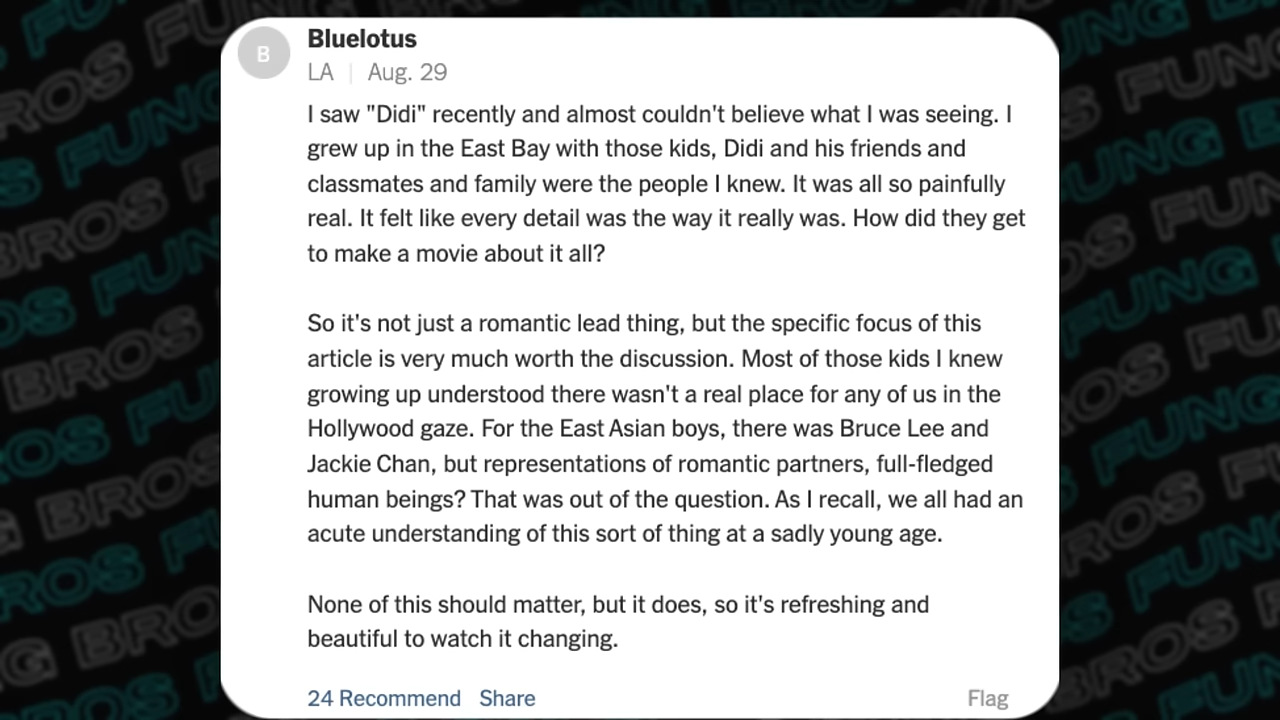 B
Bluelotus
LA | Aug. 29
I saw "Didi" recently and almost couldn't believe what I was seeing. I
grew up in the East Bay with those kids, Didi and his friends and
classmates and family were the people I knew. It was all so painfully
real. It felt like every detail was the way it really was. How did they get
to make a movie about it all?
So it's not just a romantic lead thing, but the specific focus of this
article is very much worth the discussion. Most of those kids I knew
growing up understood there wasn't a real place for any of us in the
Hollywood gaze. For the East Asian boys, there was Bruce Lee and
Jackie Chan, but representations of romantic partners, full-fledged
human beings? That was out of the question. As I recall, we all had an
acute understanding of this sort of thing at a sadly young age.
None of this should matter, but it does, so it's refreshing and
beautiful to watch it changing.
24 Recommend Share
Flag
FUNG BROS